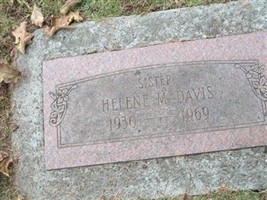 SISTER
HELENE M. DAVIS
1930 1969